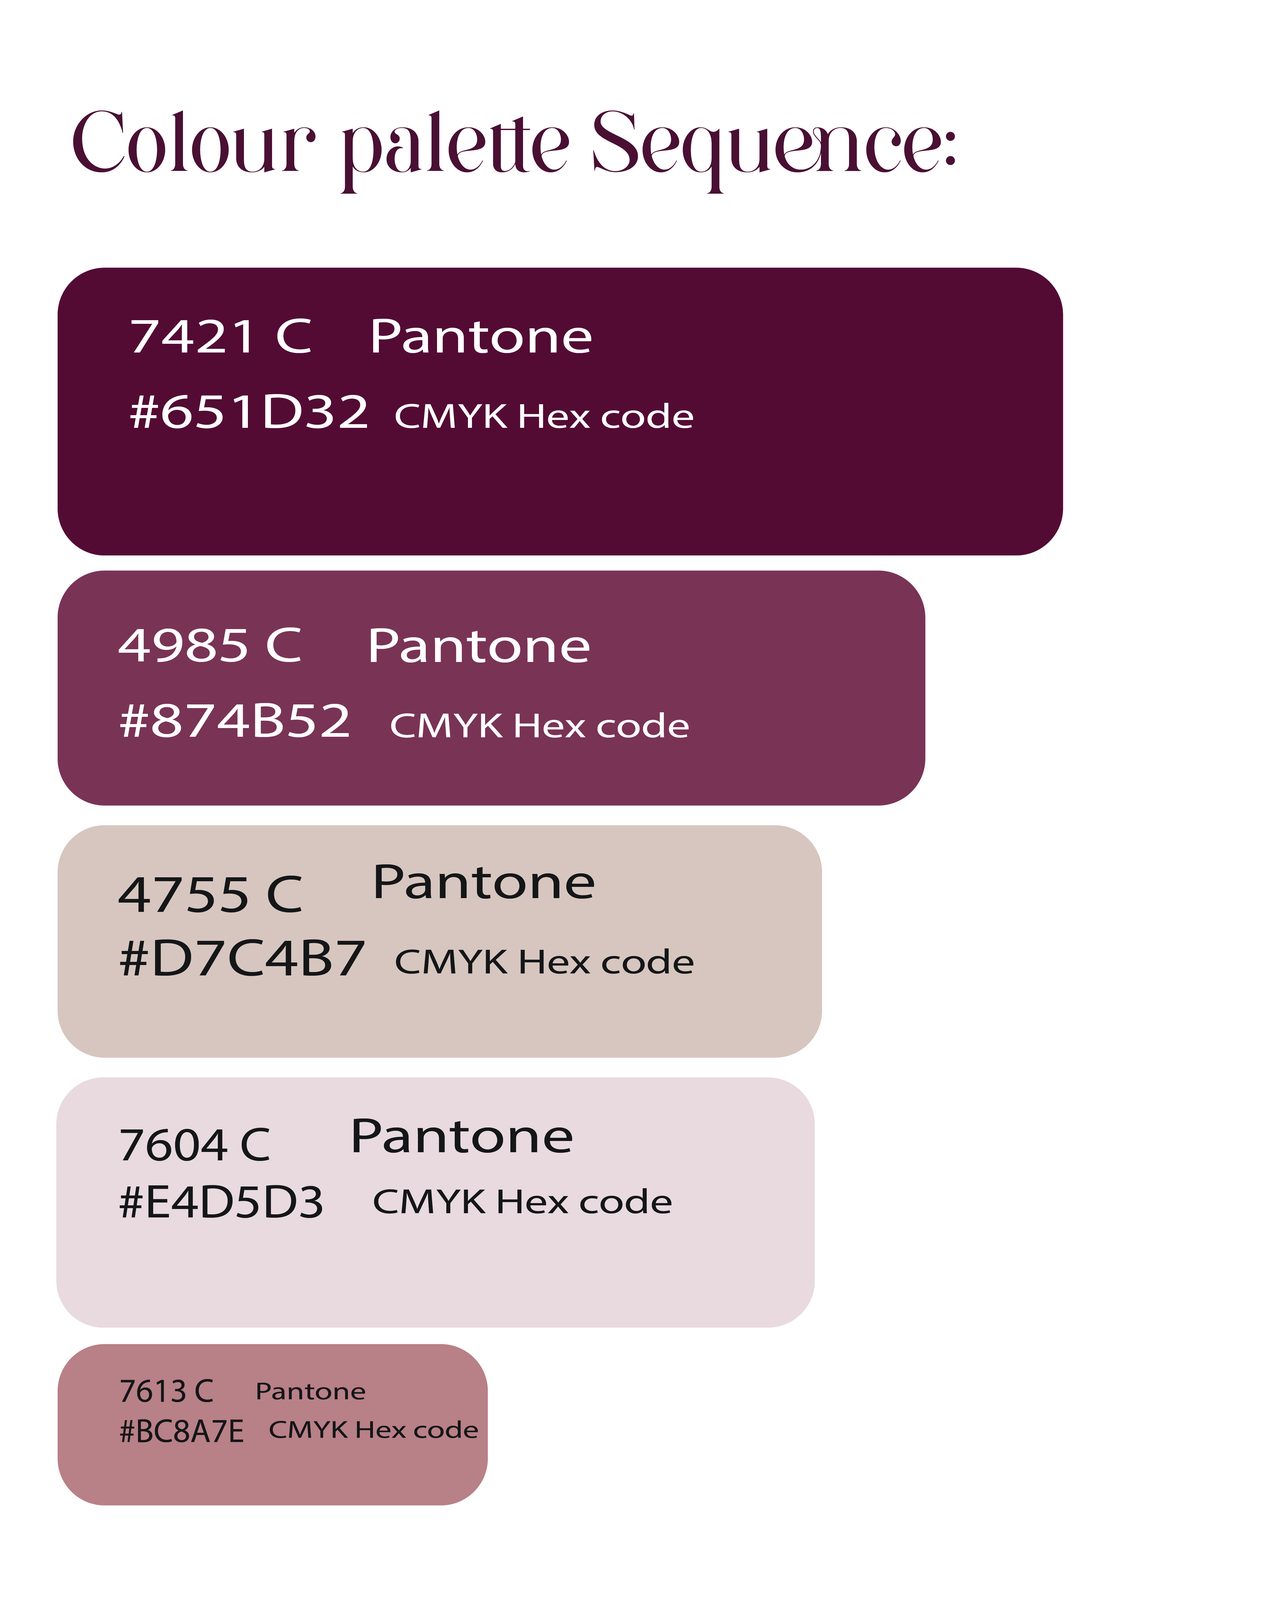 Colour palette Sequence:
7421 C Pantone
#651D32 CMYK Hex code
4985 C Pantone
#874B52 CMYK Hex code
4755 C Pantone
#D7C4B7 CMYK Hex code
7604 C Pantone
#E4D5D3 CMYK Hex code
7613 C Pantone
#BC8A7E CMYK Hex code